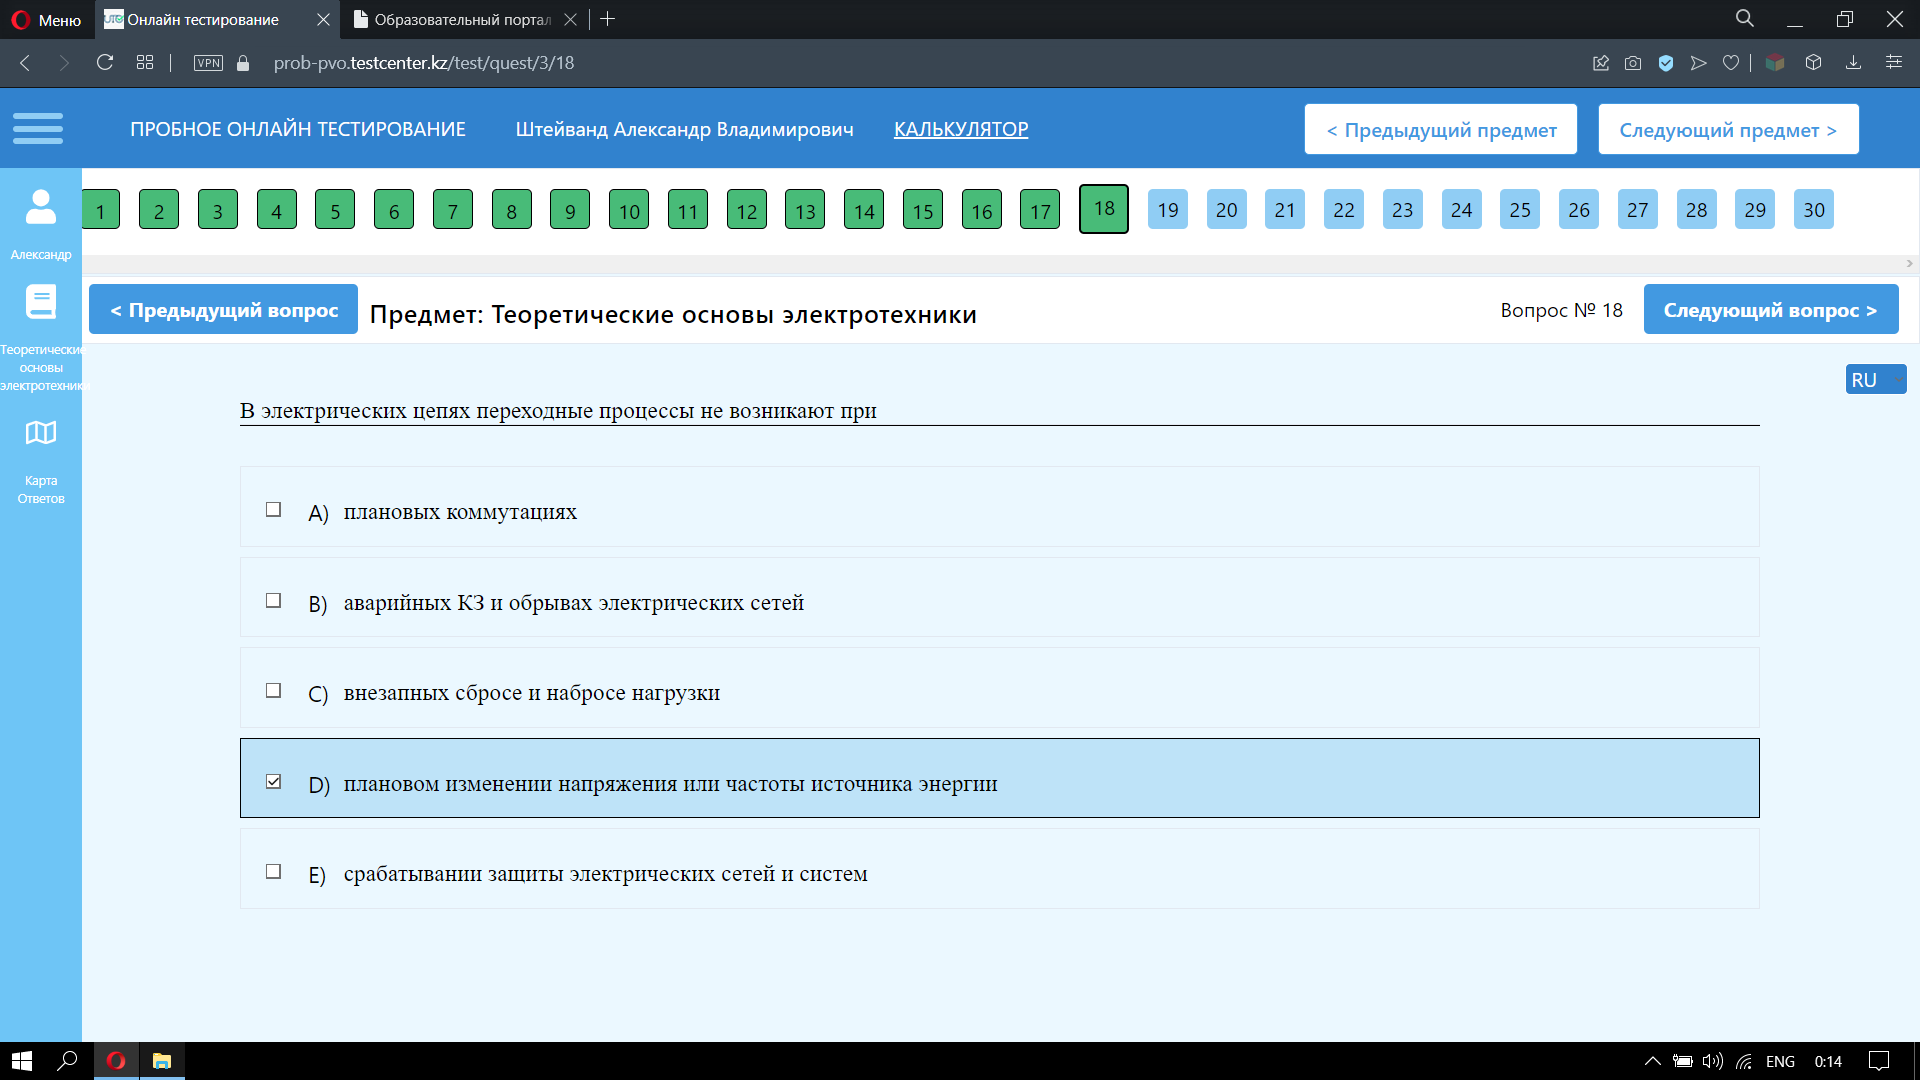 Меню
Онлайн тестирование
Образовательный портал
VPN
prob-pvo.testcenter.kz/test/quest/3/18
ПРОБНОЕ ОНЛАЙН ТЕСТИРОВАНИЕ
Штейванд Александр Владимирович
КАЛЬКУЛЯТОР
< Предыдущий предмет
Следующий предмет >
1 2 3 4 5 6 7 8 9 10 11 12 13 14 15 16 17 18 19 20 21 22 23 24 25 26 27 28 29 30
Александр
Теоретические
основы
электротехники
Карта
Ответов
< Предыдущий вопрос
Предмет: Теоретические основы электротехники
Вопрос № 18
Следующий вопрос >
RU
В электрических цепях переходные процессы не возникают при
A) плановых коммутациях
B) аварийных КЗ и обрывах электрических сетей
C) внезапных сбросе и набросе нагрузки
D) плановом изменении напряжения или частоты источника энергии
E) срабатывании защиты электрических сетей и систем
ENG
0:14